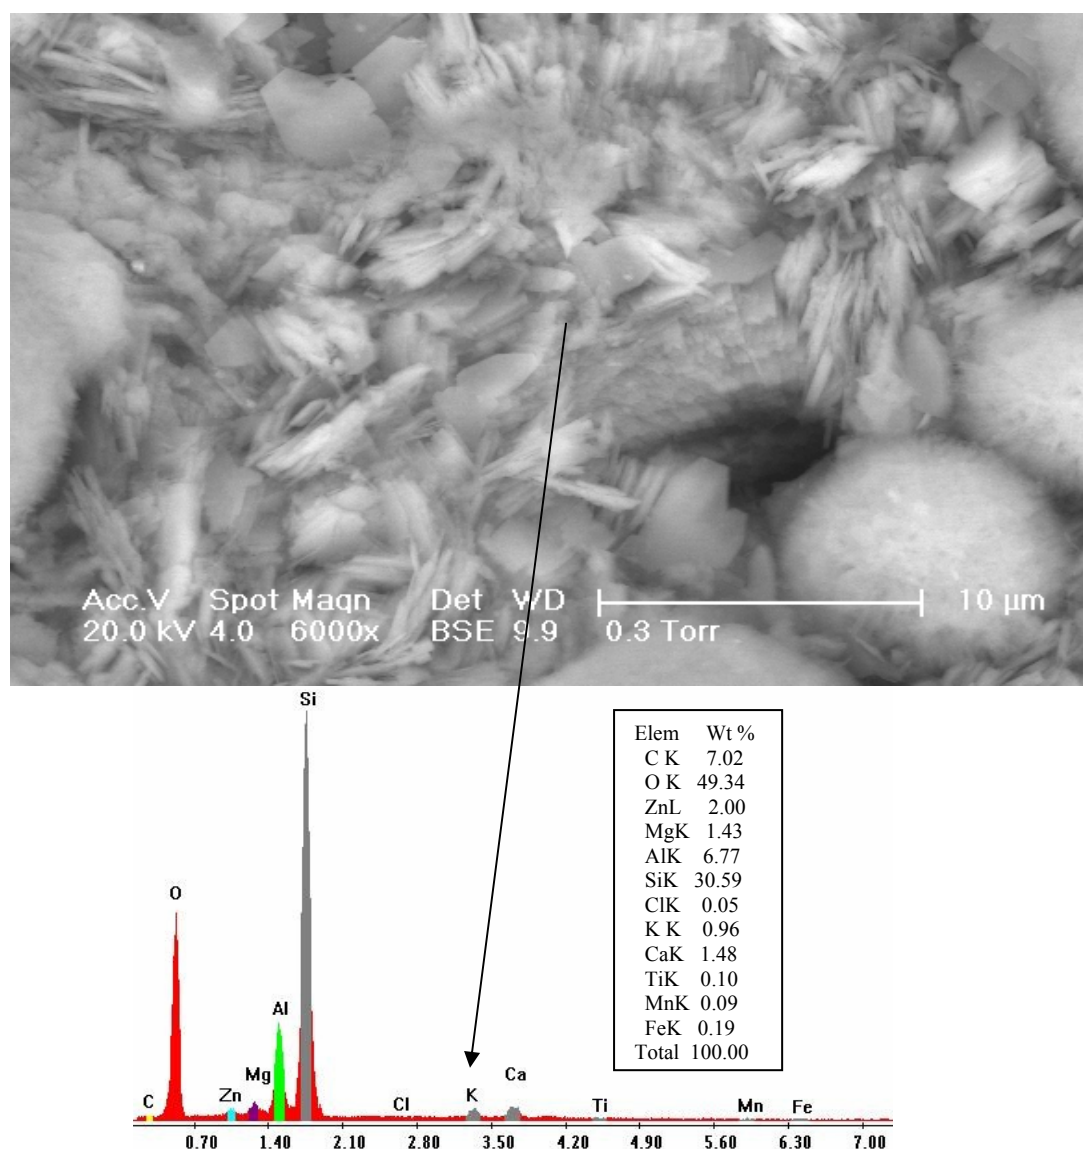 Acc.V Spot Magn Det WD 10 µm
20.0 kV 4.0 6000x BSE 9.9 0.3 Torr
Si
O
Al
C
Zn
Mg
Cl
K
Ca
Ti
Mn
Fe
0.70 1.40 2.10 2.80 3.50 4.20 4.90 5.60 6.30 7.00
Elem Wt %
C K 7.02
O K 49.34
ZnL 2.00
MgK 1.43
AlK 6.77
SiK 30.59
ClK 0.05
K K 0.96
CaK 1.48
TiK 0.10
MnK 0.09
FeK 0.19
Total 100.00